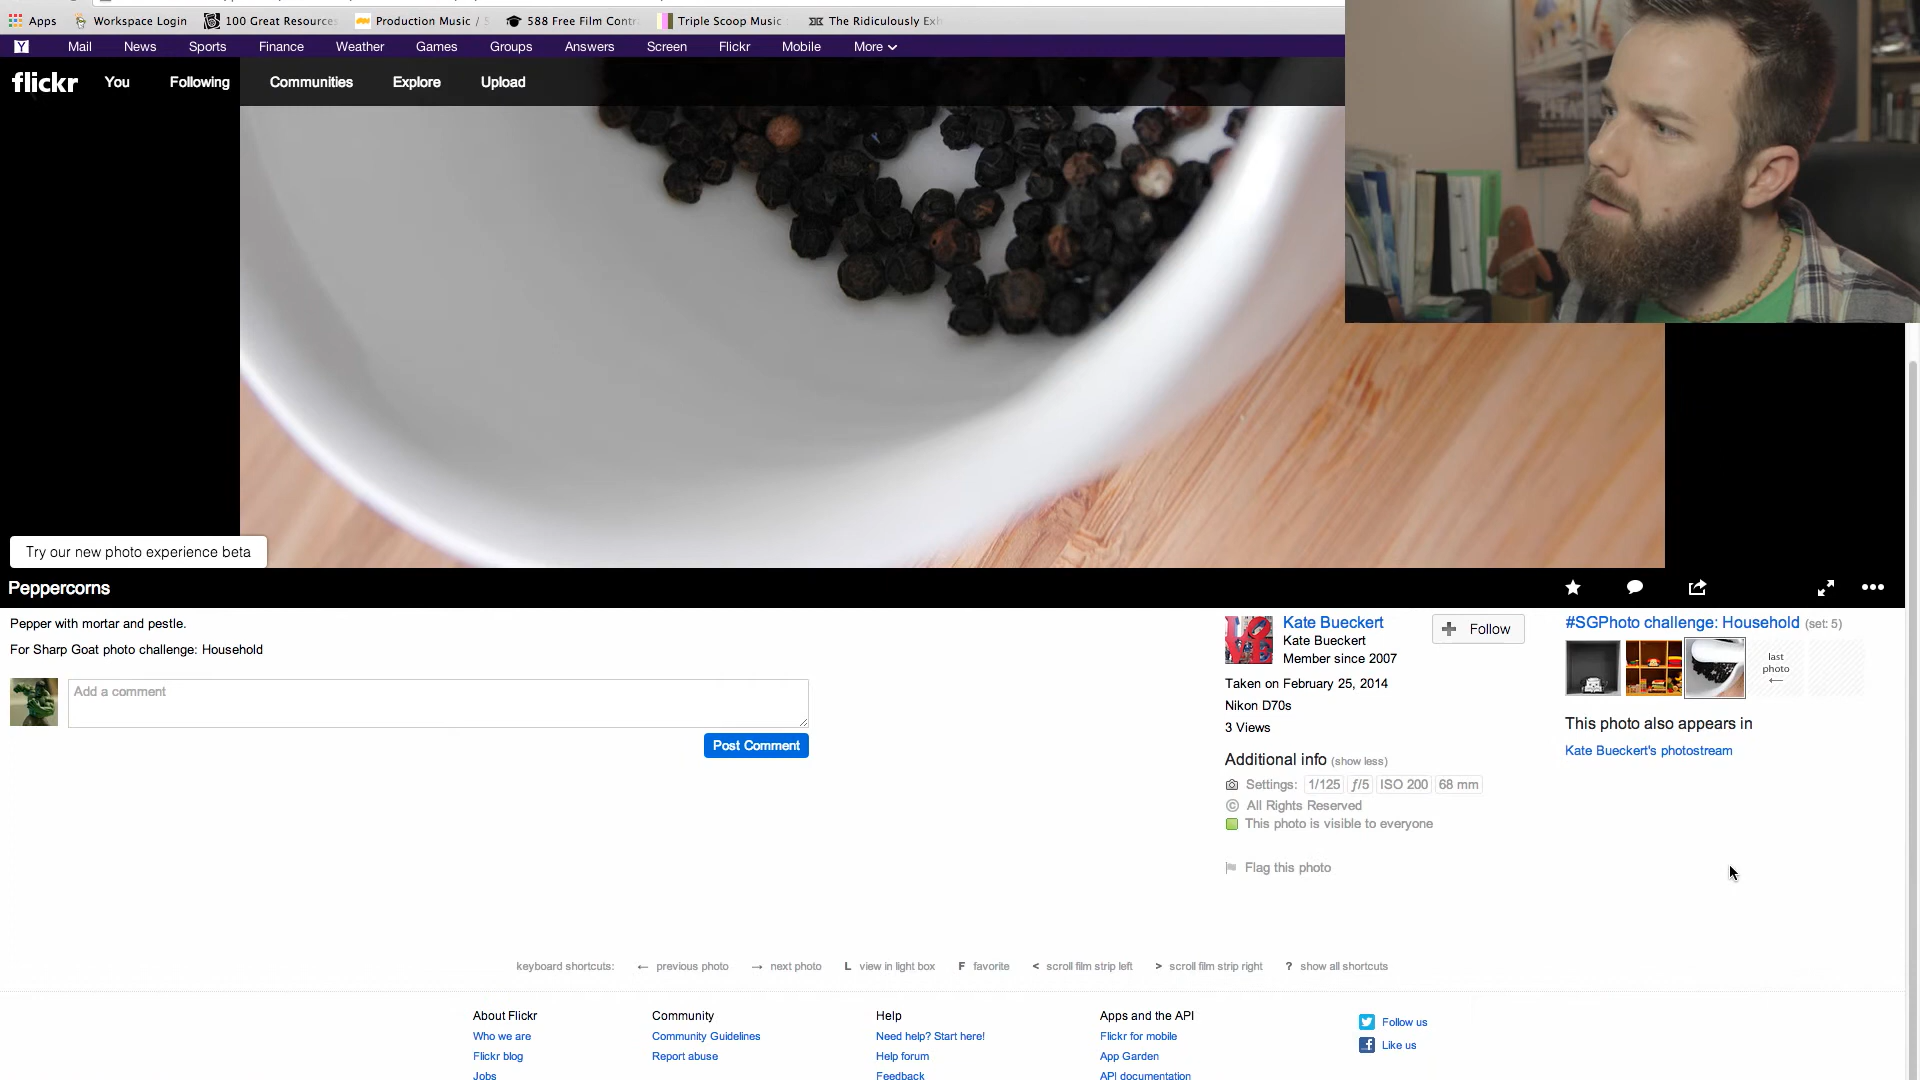 Apps Workspace Login 100 Great Resources Production Music / S 588 Free Film Contr Triple Scoop Music The Ridiculously Exh
Y Mail News Sports Finance Weather Games Groups Answers Screen Flickr Mobile More
flickr You Following Communities Explore Upload
Try our new photo experience beta
Peppercorns
Pepper with mortar and pestle.
For Sharp Goat photo challenge: Household
Add a comment
Post Comment
Kate Bueckert
Kate Bueckert
Member since 2007
Follow
Taken on February 25, 2014
Nikon D70s
3 Views
Additional info (show less)
Settings: 1/125 ƒ/5 ISO 200 68 mm
© All Rights Reserved
This photo is visible to everyone
Flag this photo
#SGPhoto challenge: Household (set: 5)
last
photo
←
This photo also appears in
Kate Bueckert's photostream
keyboard shortcuts: ← previous photo → next photo L view in light box F favorite < scroll film strip left > scroll film strip right ? show all shortcuts
About Flickr
Who we are
Flickr blog
Jobs
Community
Community Guidelines
Report abuse
Help
Need help? Start here!
Help forum
Feedback
Apps and the API
Flickr for mobile
App Garden
API documentation
Follow us
Like us